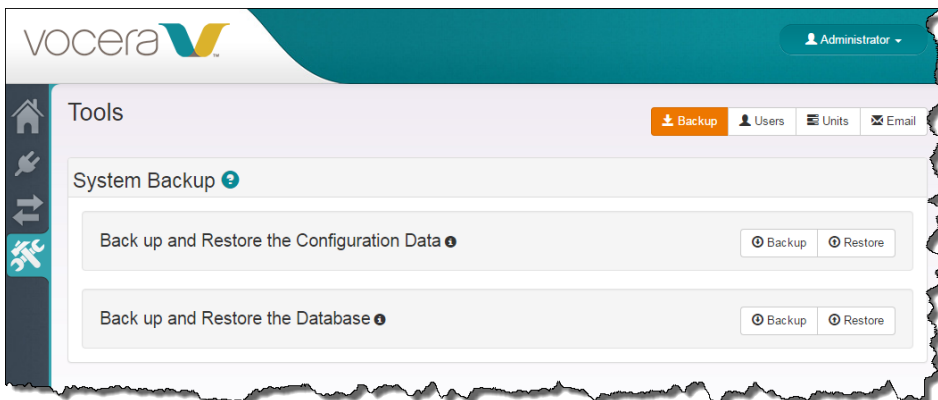 vocera
Administrator
Tools
Backup Users Units Email
System Backup
Back up and Restore the Configuration Data
Backup Restore
Back up and Restore the Database
Backup Restore